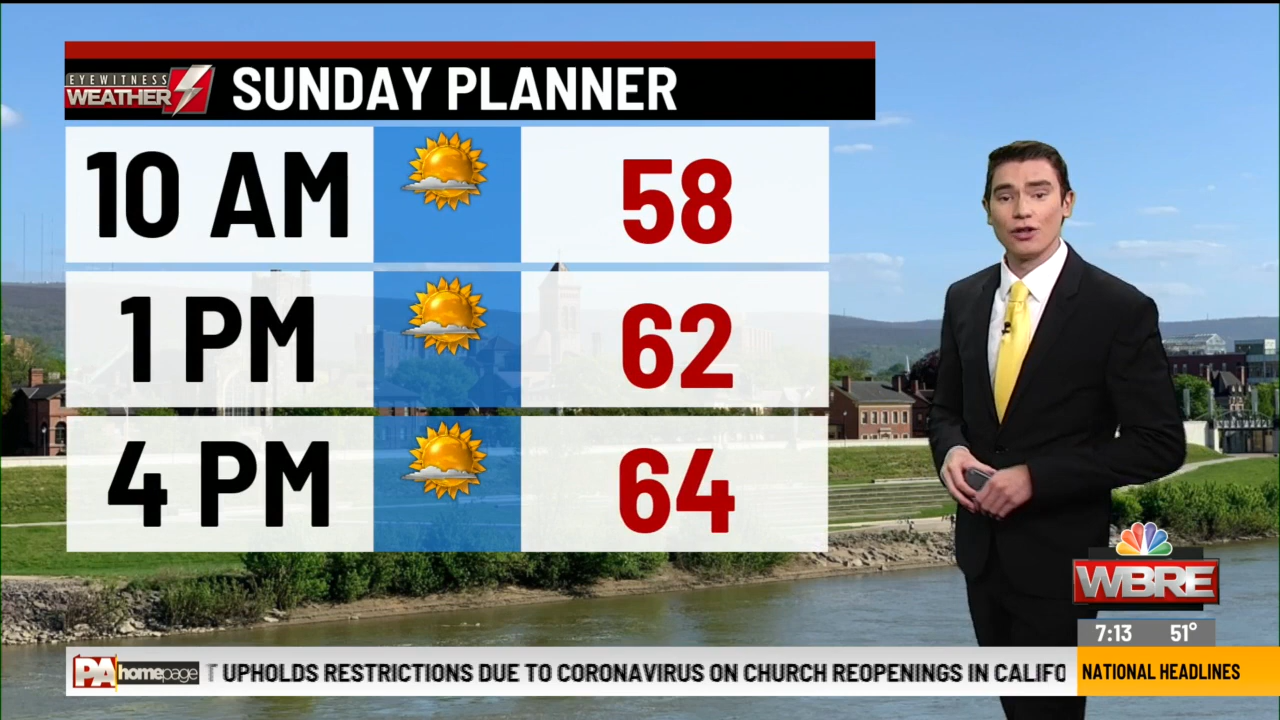 EYEWITNESS
WEATHER
SUNDAY PLANNER
10 AM
58
1 PM
62
4 PM
64
WBRE
7:13 51°
PA homepage
T UPHOLDS RESTRICTIONS DUE TO CORONAVIRUS ON CHURCH REOPENINGS IN CALIFO
NATIONAL HEADLINES